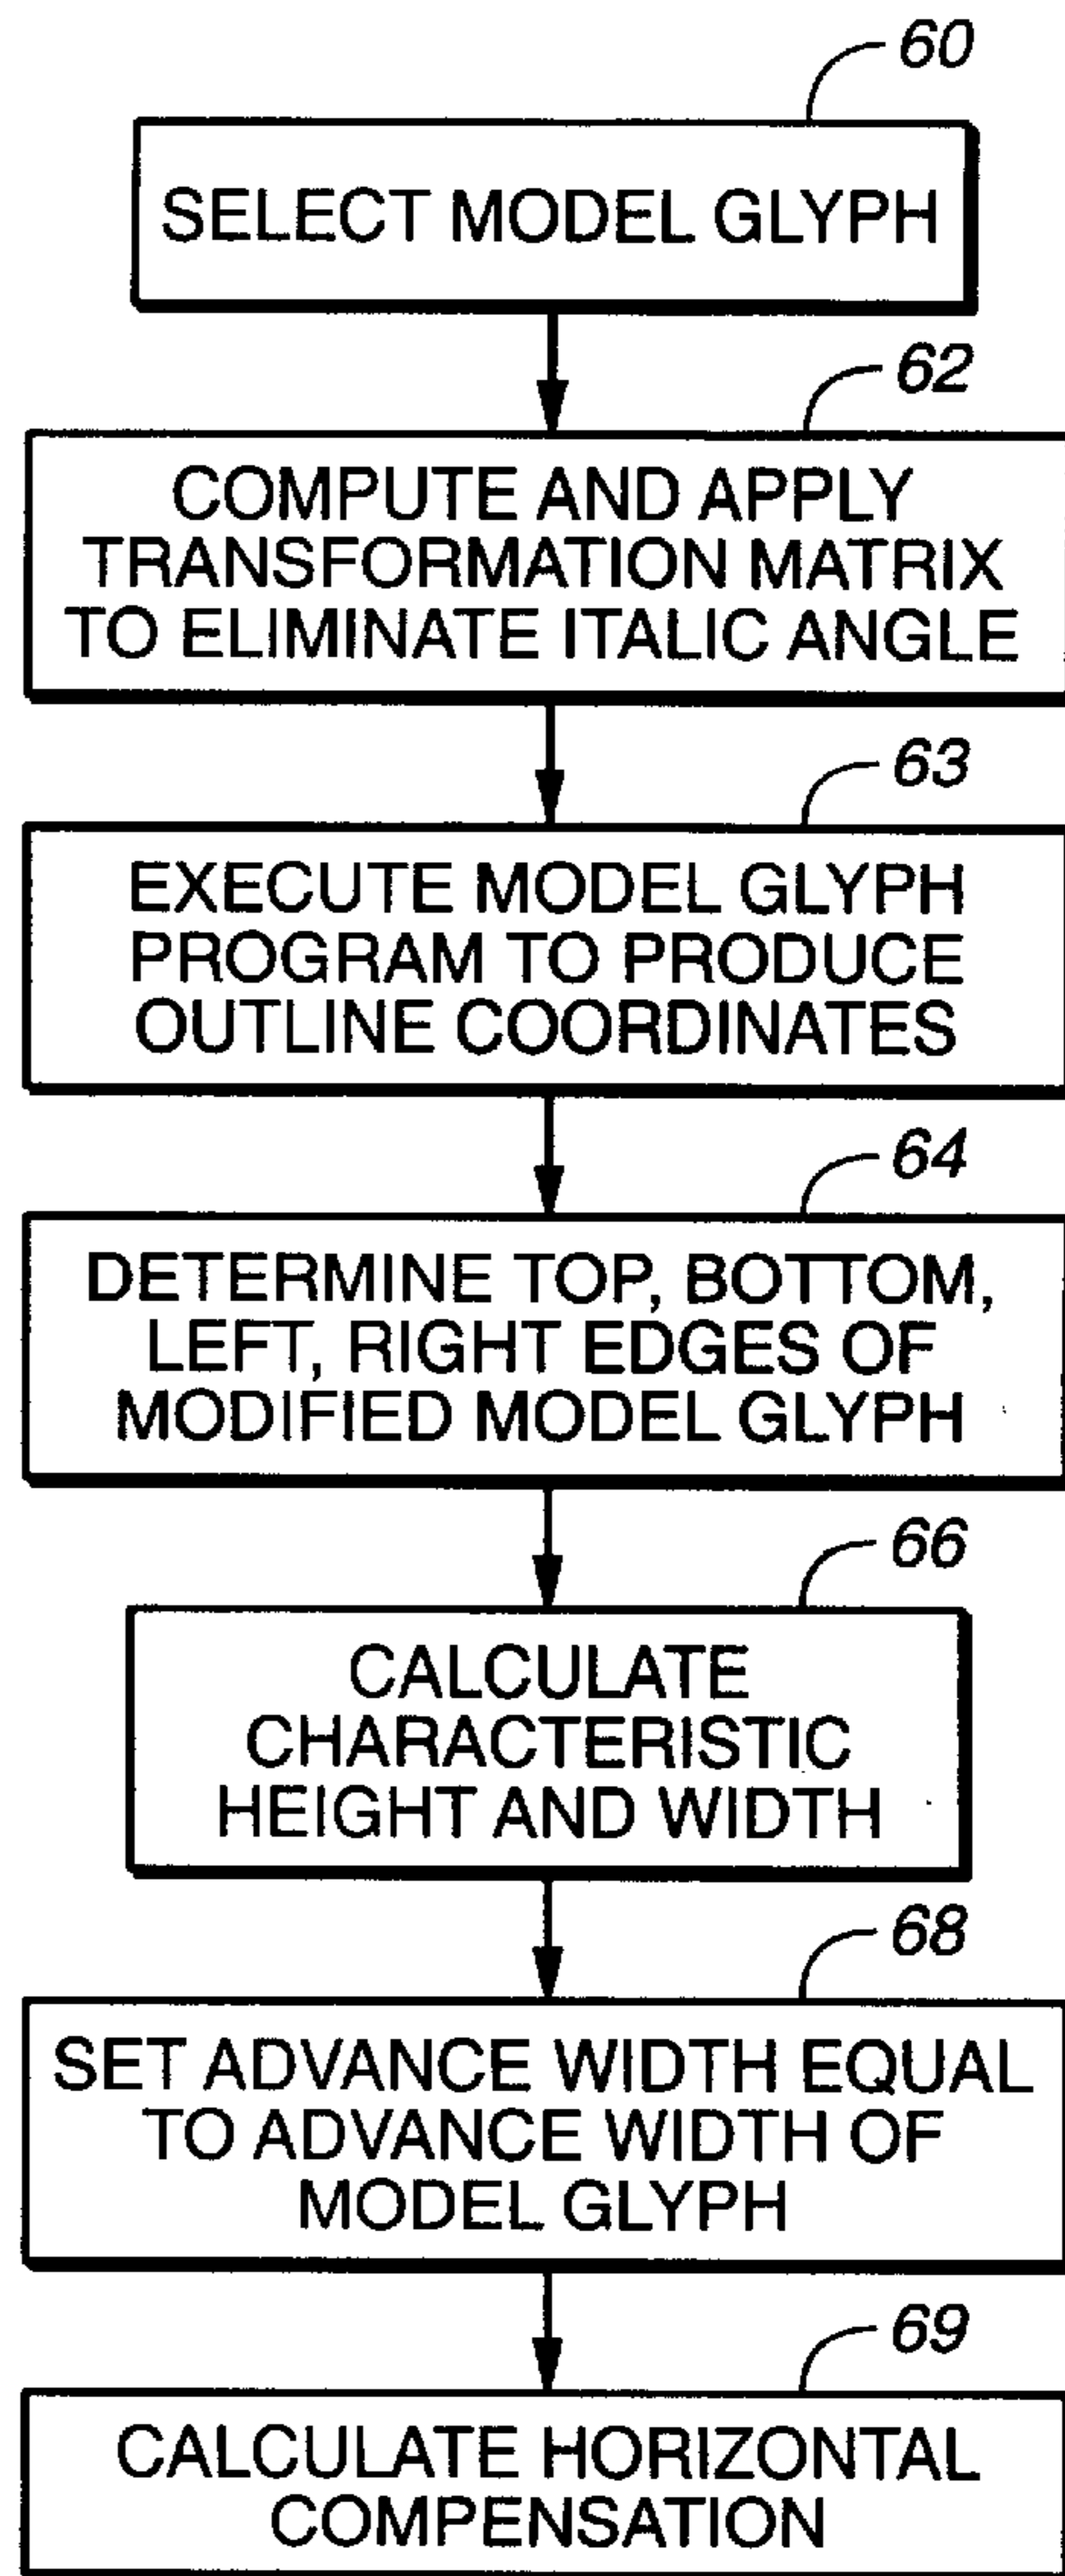 60
SELECT MODEL GLYPH
62
COMPUTE AND APPLY
TRANSFORMATION MATRIX
TO ELIMINATE ITALIC ANGLE
63
EXECUTE MODEL GLYPH
PROGRAM TO PRODUCE
OUTLINE COORDINATES
64
DETERMINE TOP, BOTTOM,
LEFT, RIGHT EDGES OF
MODIFIED MODEL GLYPH
66
CALCULATE
CHARACTERISTIC
HEIGHT AND WIDTH
68
SET ADVANCE WIDTH EQUAL
TO ADVANCE WIDTH OF
MODEL GLYPH
69
CALCULATE HORIZONTAL
COMPENSATION